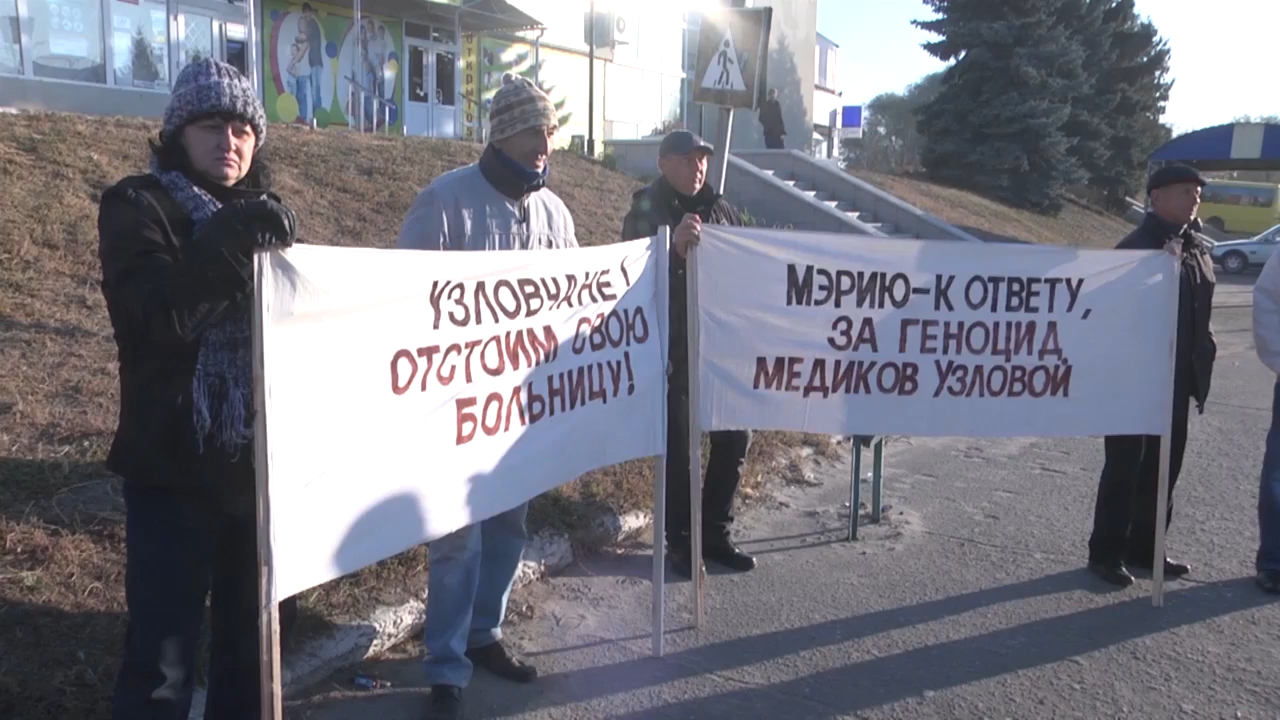 УЗЛОВЧАНЕ!
ОТСТОИМ СВОЮ
БОЛЬНИЦУ!
МЭРИЮ-К ОТВЕТУ,
ЗА ГЕНОЦИД
МЕДИКОВ УЗЛОВОЙ